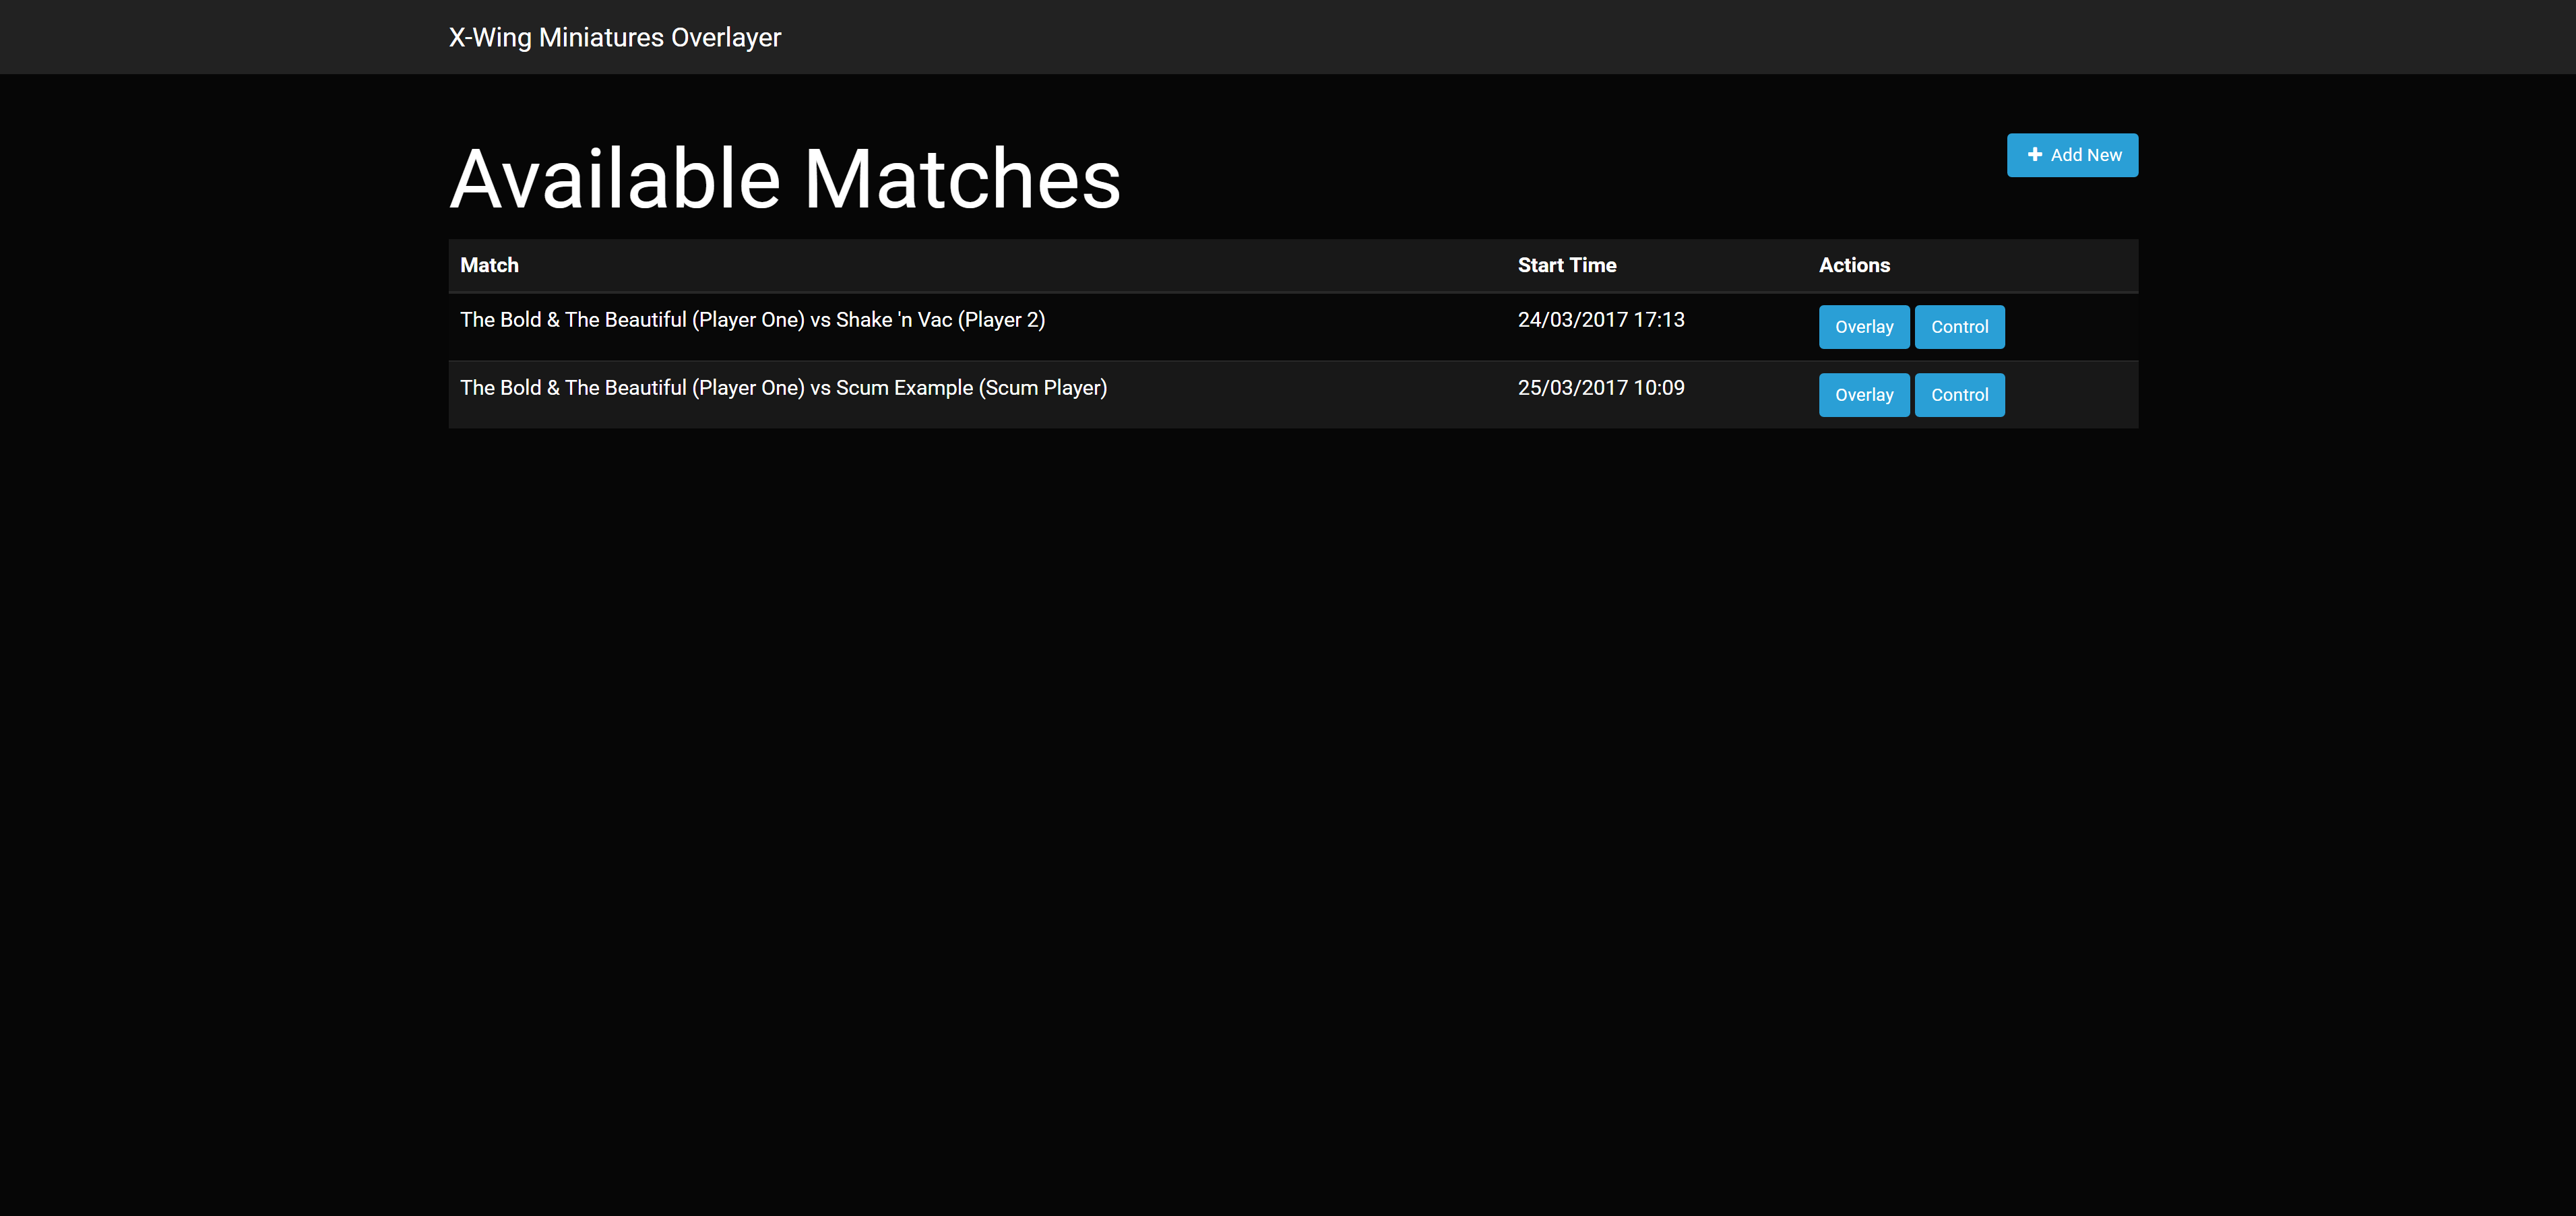 X-Wing Miniatures Overlayer
Available Matches
Add New
Match Start Time Actions
The Bold & The Beautiful (Player One) vs Shake 'n Vac (Player 2) 24/03/2017 17:13 Overlay Control
The Bold & The Beautiful (Player One) vs Scum Example (Scum Player) 25/03/2017 10:09 Overlay Control